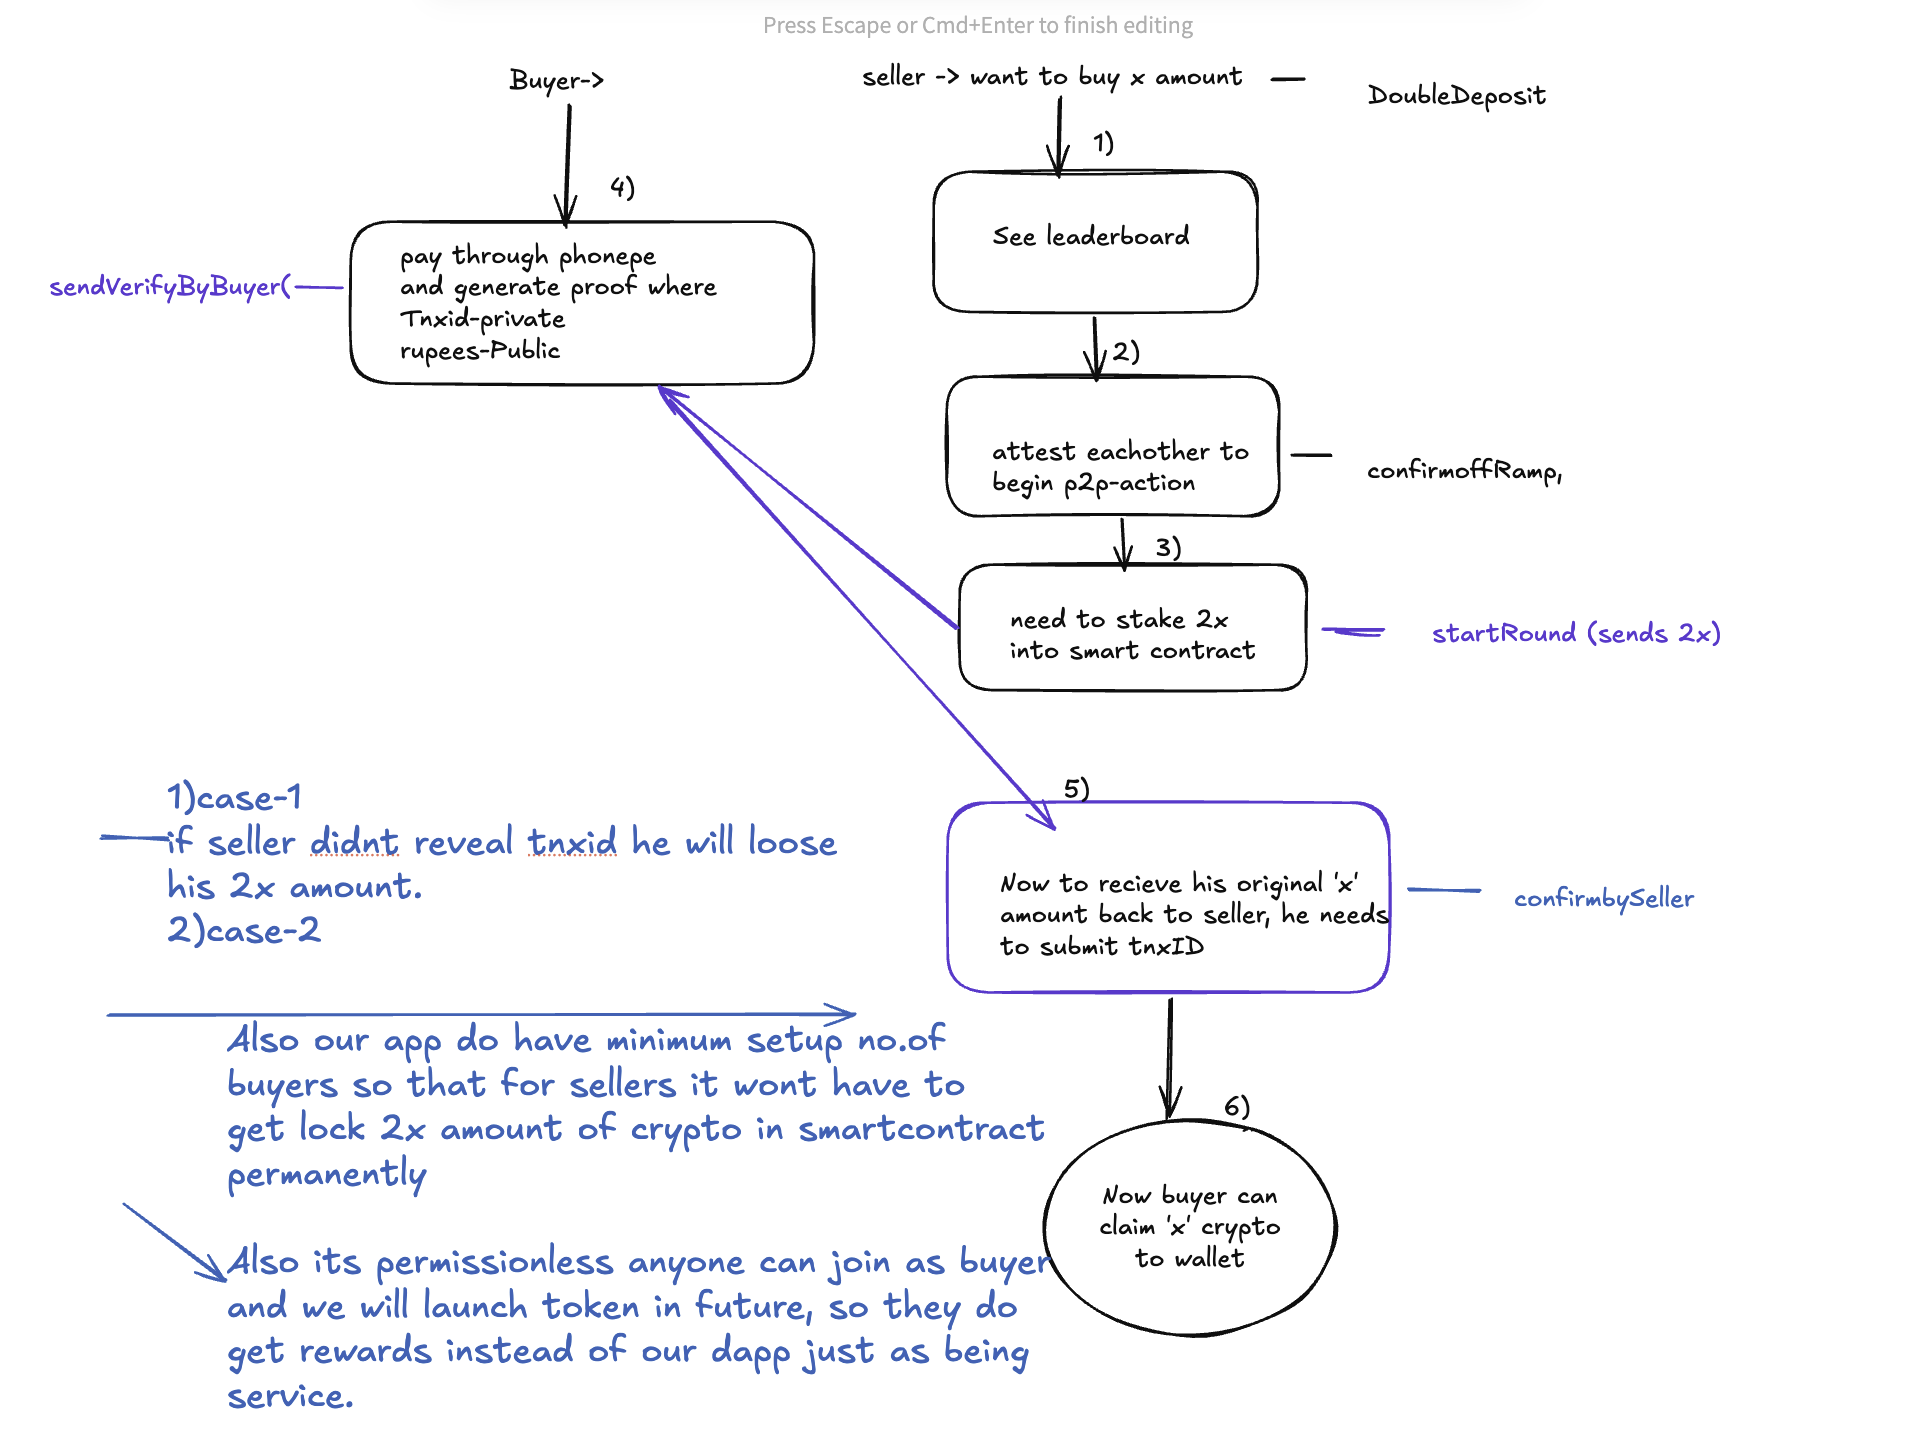 Press Escape or Cmd+Enter to finish editing
Buyer->
seller -> want to buy x amount
DoubleDeposit
1)
See leaderboard
4)
pay through phonepe
and generate proof where
Tnxid-private
rupees-Public
sendVerifyByBuyer(
2)
attest eachother to
begin p2p-action
confirmoffRamp,
3)
need to stake 2x
into smart contract
startRound (sends 2x)
5)
Now to recieve his original 'x'
amount back to seller, he needs
to submit tnxID
confirmbySeller
1)case-1
if seller didnt reveal tnxid he will loose
his 2x amount.
2)case-2
Also our app do have minimum setup no.of
buyers so that for sellers it wont have to
get lock 2x amount of crypto in smartcontract
permanently
6)
Now buyer can
claim 'x' crypto
to wallet
Also its permissionless anyone can join as buyer
and we will launch token in future, so they do
get rewards instead of our dapp just as being
service.